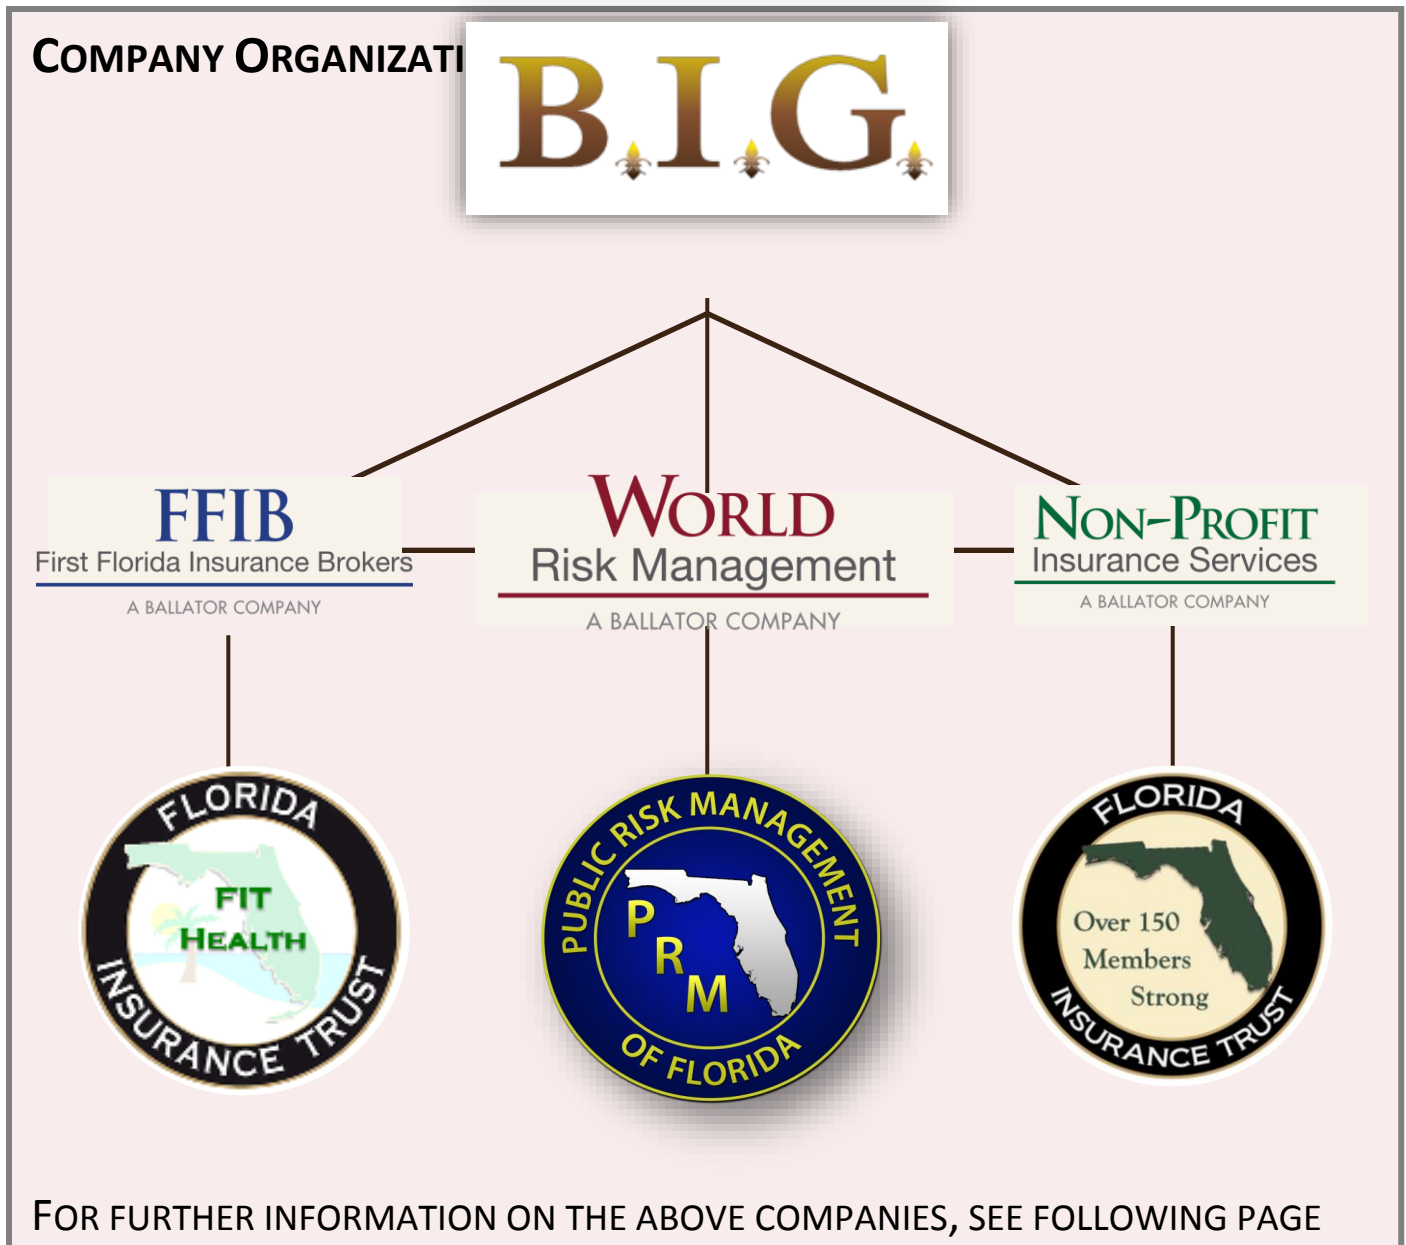 COMPANY ORGANIZATI
B.I.G.
FFIB
First Florida Insurance Brokers
A BALLATOR COMPANY
WORLD
Risk Management
A BALLATOR COMPANY
NON-PROFIT
Insurance Services
A BALLATOR COMPANY
FLORIDA
FIT
HEALTH
INSURANCE TRUST
PUBLIC RISK MANAGEMENT
P
R
M
OF FLORIDA
FLORIDA
Over 150
Members
Strong
INSURANCE TRUST
FOR FURTHER INFORMATION ON THE ABOVE COMPANIES, SEE FOLLOWING PAGE